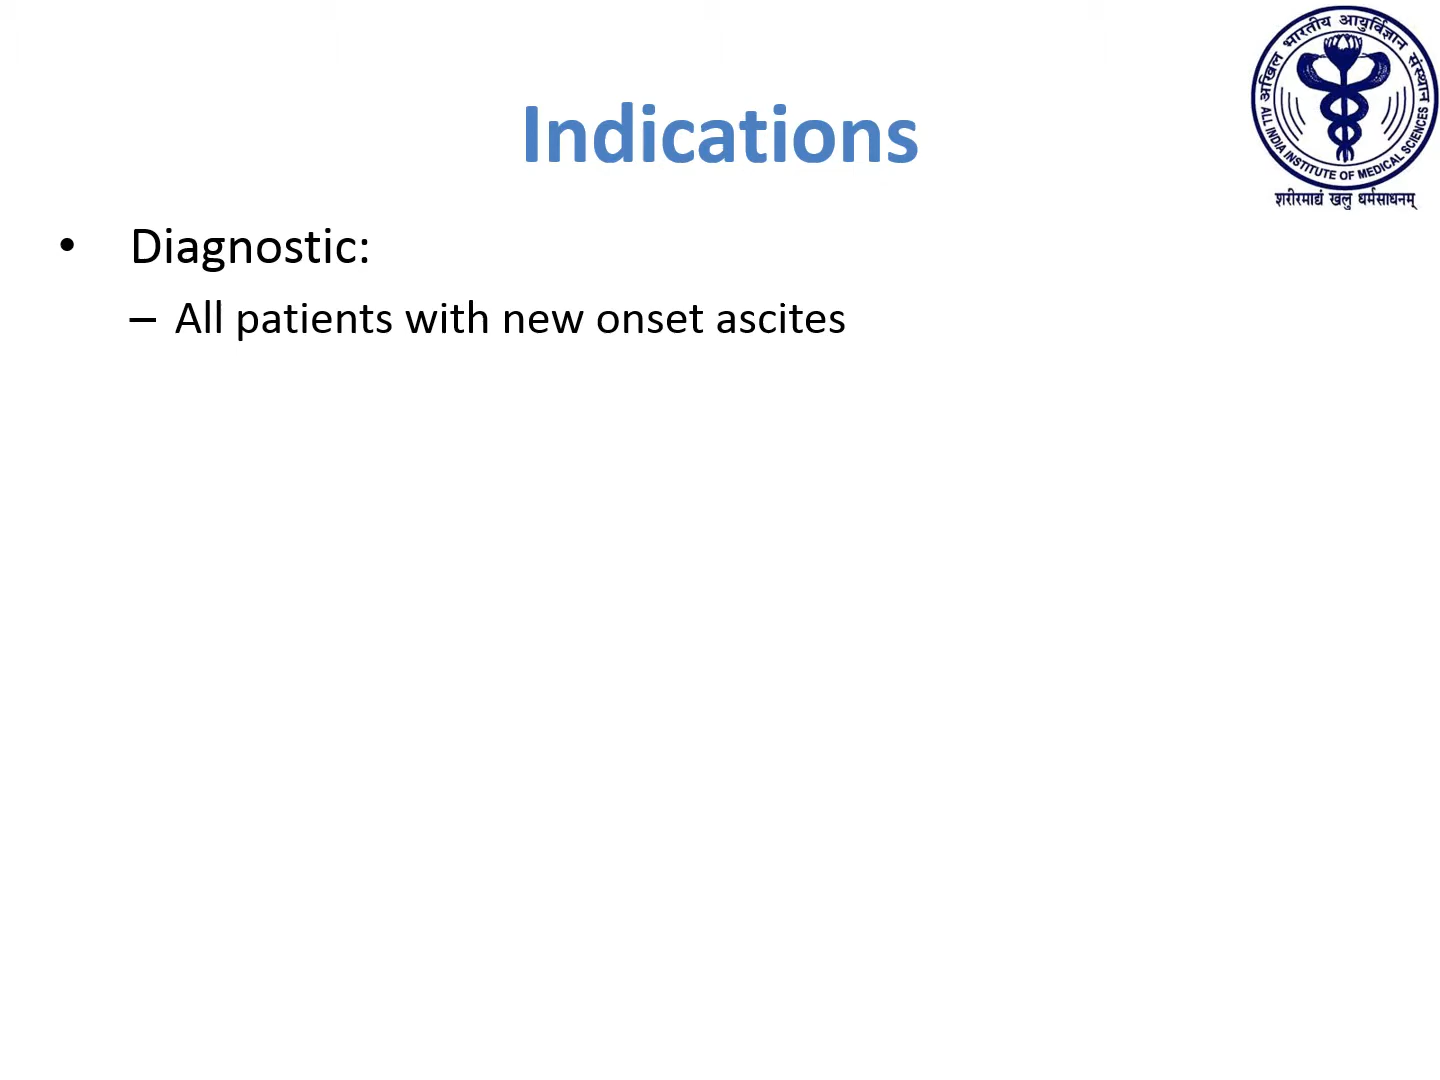 Indications
अखिल भारतीय आयुर्विज्ञान संस्थान
ALL INDIA INSTITUTE OF MEDICAL SCIENCES
शरीरमाद्यं खलु धर्मसाधनम्
• Diagnostic:
– All patients with new onset ascites